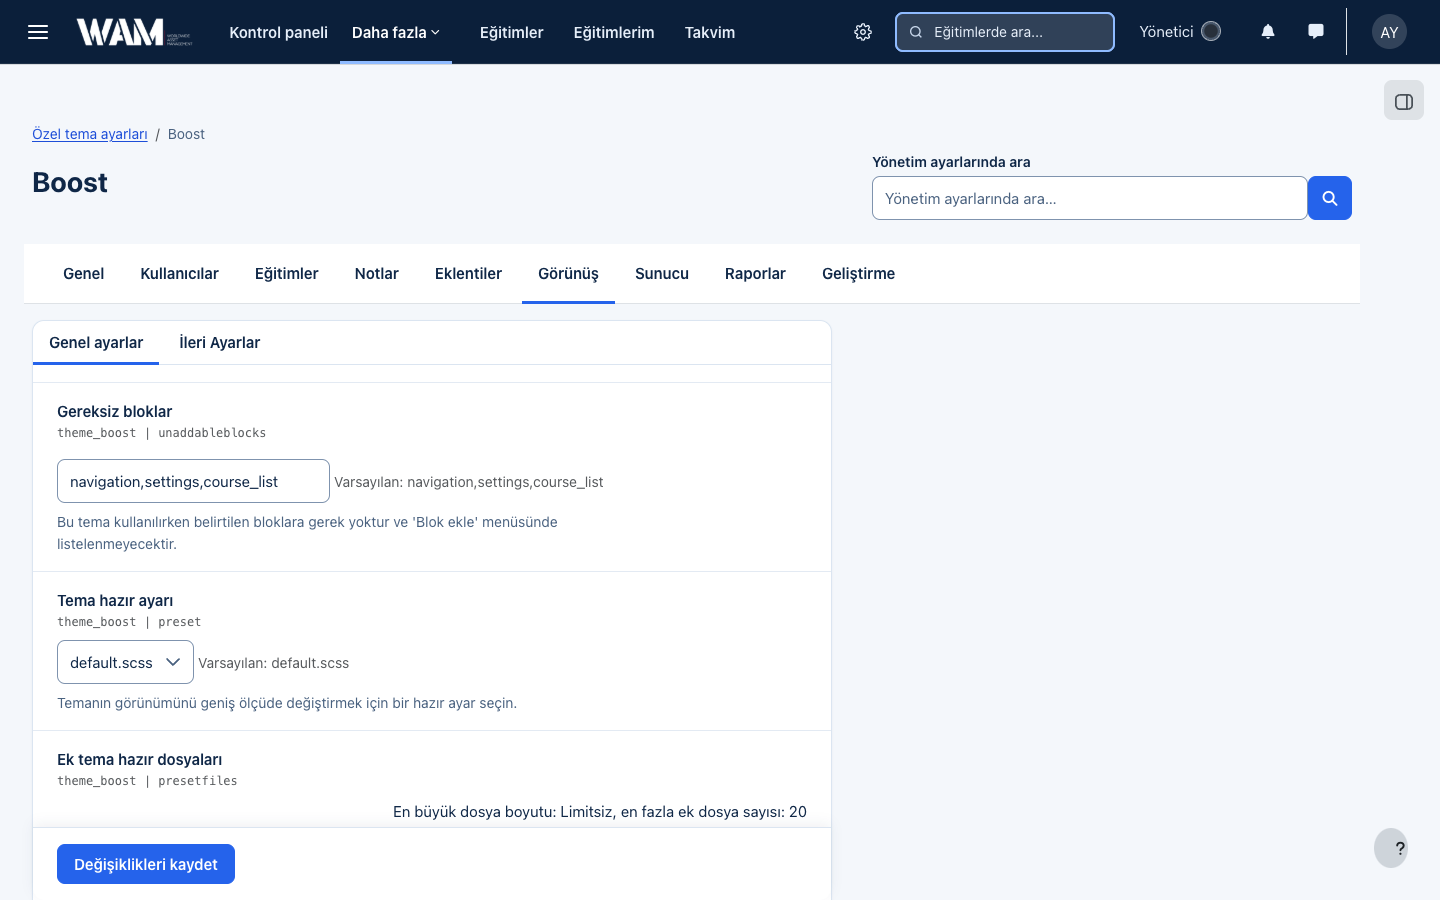 WAM
Kontrol paneli
Daha fazla
Eğitimler
Eğitimlerim
Takvim
Eğitimlerde ara...
Yönetici
AY
Özel tema ayarları / Boost
Boost
Yönetim ayarlarında ara
Yönetim ayarlarında ara...
Genel
Kullanıcılar
Eğitimler
Notlar
Eklentiler
Görünüş
Sunucu
Raporlar
Geliştirme
Genel ayarlar
İleri Ayarlar
Gereksiz bloklar
theme_boost | unaddableblocks
navigation,settings,course_list Varsayılan: navigation,settings,course_list
Bu tema kullanılırken belirtilen bloklara gerek yoktur ve 'Blok ekle' menüsünde
listelenmeyecektir.
Tema hazır ayarı
theme_boost | preset
default.scss Varsayılan: default.scss
Temanın görünümünü geniş ölçüde değiştirmek için bir hazır ayar seçin.
Ek tema hazır dosyaları
theme_boost | presetfiles
En büyük dosya boyutu: Limitsiz, en fazla ek dosya sayısı: 20
Değişiklikleri kaydet
?